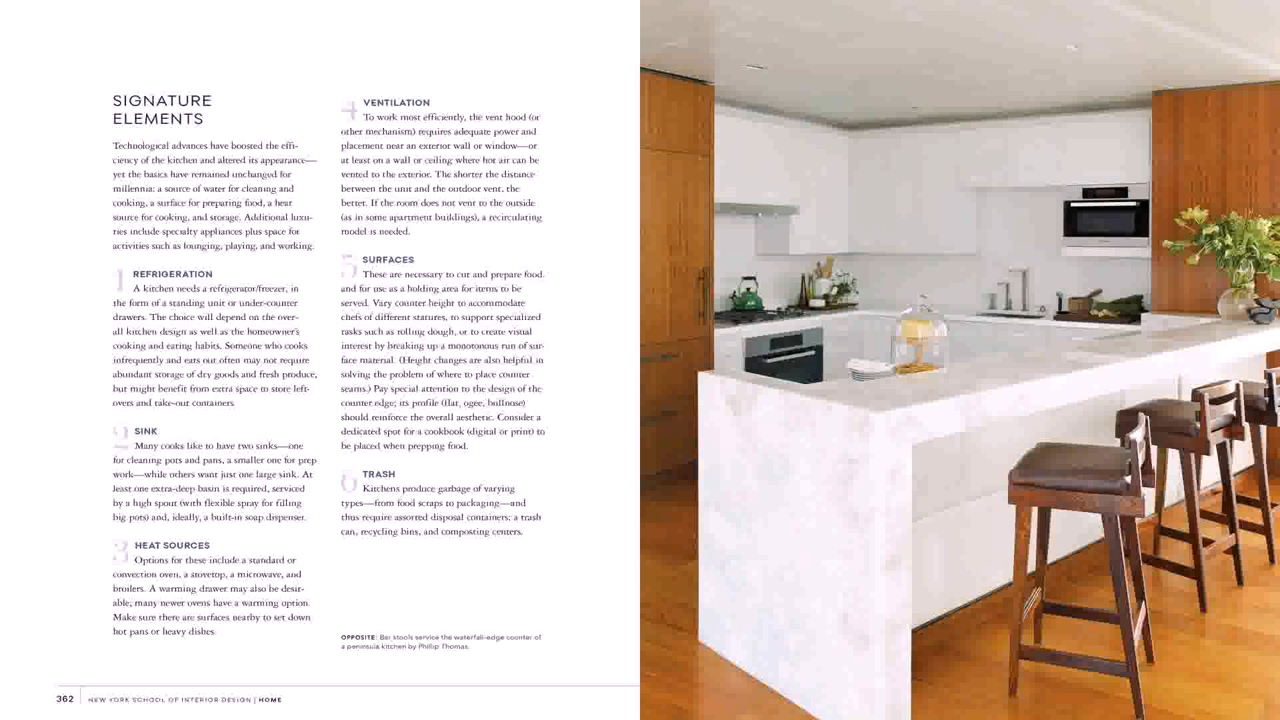 SIGNATURE
ELEMENTS
Technological advances have boosted the effi-
ciency of the kitchen and altered its appearance—
yet the basics have remained unchanged for
millennia: a source of water for cleaning and
cooking, a surface for preparing food, a heat
source for cooking, and storage. Additional luxu-
ries include specialty appliances plus space for
activities such as lounging, playing, and working.
1 REFRIGERATION
A kitchen needs a refrigerator/freezer, in
the form of a standing unit or under-counter
drawers. The choice will depend on the over-
all kitchen design as well as the homeowner's
cooking and eating habits. Someone who cooks
infrequently and eats out often may not require
abundant storage of dry goods and fresh produce,
but might benefit from extra space to store left-
overs and take-out containers.
2 SINK
Many cooks like to have two sinks—one
for cleaning pots and pans, a smaller one for prep
work—while others want just one large sink. At
least one extra-deep basin is required, serviced
by a high spout (with flexible spray for filling
big pots) and, ideally, a built-in soap dispenser.
3 HEAT SOURCES
Options for these include a standard or
convection oven, a stovetop, a microwave, and
broilers. A warming drawer may also be desir-
able; many newer ovens have a warming option.
Make sure there are surfaces nearby to set down
hot pans or heavy dishes.
4 VENTILATION
To work most efficiently, the vent hood (or
other mechanism) requires adequate power and
placement near an exterior wall or window—or
at least on a wall or ceiling where hot air can be
vented to the exterior. The shorter the distance
between the unit and the outdoor vent, the
better. If the room does not vent to the outside
(as in some apartment buildings), a recirculating
model is needed.
5 SURFACES
These are necessary to cut and prepare food,
and for use as a holding area for items to be
served. Vary counter height to accommodate
chefs of different statures, to support specialized
tasks such as rolling dough, or to create visual
interest by breaking up a monotonous run of sur-
face material. (Height changes are also helpful in
solving the problem of where to place counter
seams.) Pay special attention to the design of the
counter edge; its profile (flat, ogee, bullnose)
should reinforce the overall aesthetic. Consider a
dedicated spot for a cookbook (digital or print) to
be placed when prepping food.
6 TRASH
Kitchens produce garbage of varying
types—from food scraps to packaging—and
thus require assorted disposal containers: a trash
can, recycling bins, and composting centers.
OPPOSITE: Bar stools service the waterfall-edge counter of
a peninsula kitchen by Phillip Thomas.
362 NEW YORK SCHOOL OF INTERIOR DESIGN | HOME